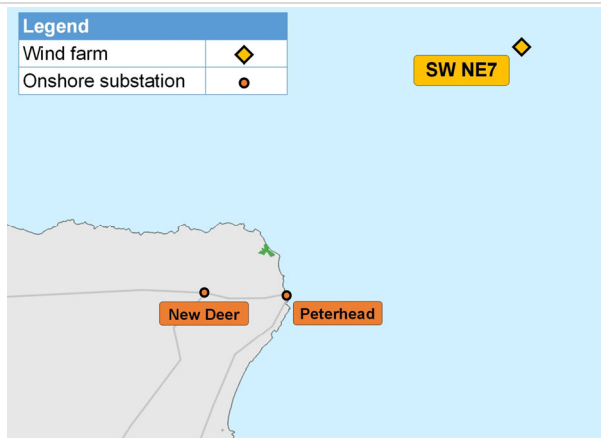 Legend
Wind farm
Onshore substation
SW NE7
New Deer
Peterhead